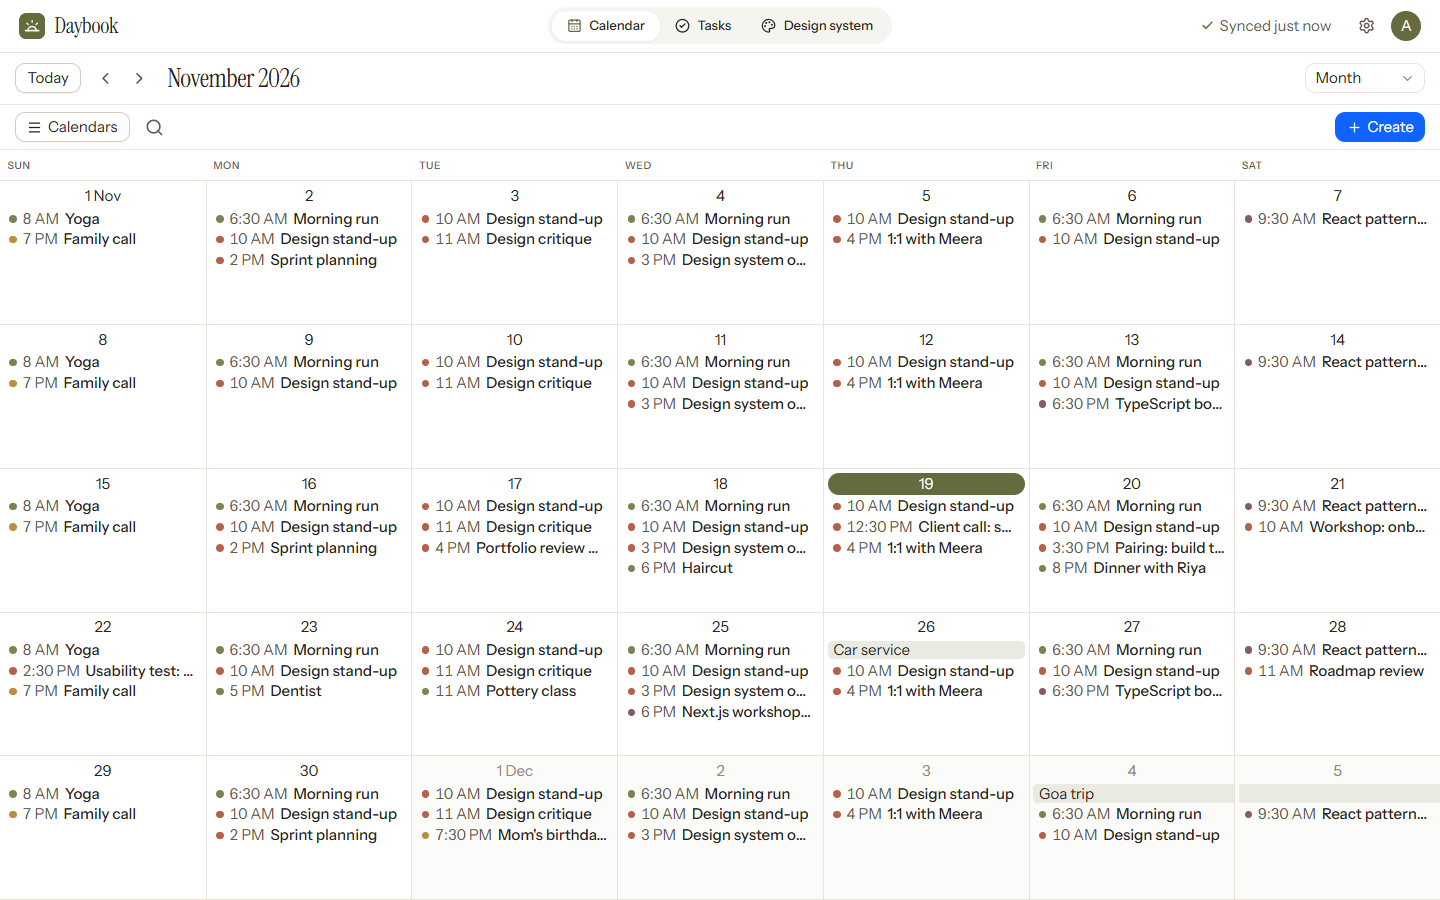 Daybook
Calendar
Tasks
Design system
Synced just now
A
Today
November 2026
Month
Calendars
Create
SUN MON TUE WED THU FRI SAT
1 Nov
8 AM Yoga
7 PM Family call
2
6:30 AM Morning run
10 AM Design stand-up
2 PM Sprint planning
3
10 AM Design stand-up
11 AM Design critique
4
6:30 AM Morning run
10 AM Design stand-up
3 PM Design system o...
5
10 AM Design stand-up
4 PM 1:1 with Meera
6
6:30 AM Morning run
10 AM Design stand-up
7
9:30 AM React pattern...
8
8 AM Yoga
7 PM Family call
9
6:30 AM Morning run
10 AM Design stand-up
10
10 AM Design stand-up
11 AM Design critique
11
6:30 AM Morning run
10 AM Design stand-up
3 PM Design system o...
12
10 AM Design stand-up
4 PM 1:1 with Meera
13
6:30 AM Morning run
10 AM Design stand-up
6:30 PM TypeScript bo...
14
9:30 AM React pattern...
15
8 AM Yoga
7 PM Family call
16
6:30 AM Morning run
10 AM Design stand-up
2 PM Sprint planning
17
10 AM Design stand-up
11 AM Design critique
4 PM Portfolio review ...
18
6:30 AM Morning run
10 AM Design stand-up
3 PM Design system o...
6 PM Haircut
19
10 AM Design stand-up
12:30 PM Client call: s...
4 PM 1:1 with Meera
20
6:30 AM Morning run
10 AM Design stand-up
3:30 PM Pairing: build t...
8 PM Dinner with Riya
21
9:30 AM React pattern...
10 AM Workshop: onb...
22
8 AM Yoga
2:30 PM Usability test: ...
7 PM Family call
23
6:30 AM Morning run
10 AM Design stand-up
5 PM Dentist
24
10 AM Design stand-up
11 AM Design critique
11 AM Pottery class
25
6:30 AM Morning run
10 AM Design stand-up
3 PM Design system o...
6 PM Next.js workshop...
26
Car service
10 AM Design stand-up
4 PM 1:1 with Meera
27
6:30 AM Morning run
10 AM Design stand-up
6:30 PM TypeScript bo...
28
9:30 AM React pattern...
11 AM Roadmap review
29
8 AM Yoga
7 PM Family call
30
6:30 AM Morning run
10 AM Design stand-up
2 PM Sprint planning
1 Dec
10 AM Design stand-up
11 AM Design critique
7:30 PM Mom's birthda...
2
6:30 AM Morning run
10 AM Design stand-up
3 PM Design system o...
3
10 AM Design stand-up
4 PM 1:1 with Meera
4
Goa trip
6:30 AM Morning run
10 AM Design stand-up
5
9:30 AM React pattern...